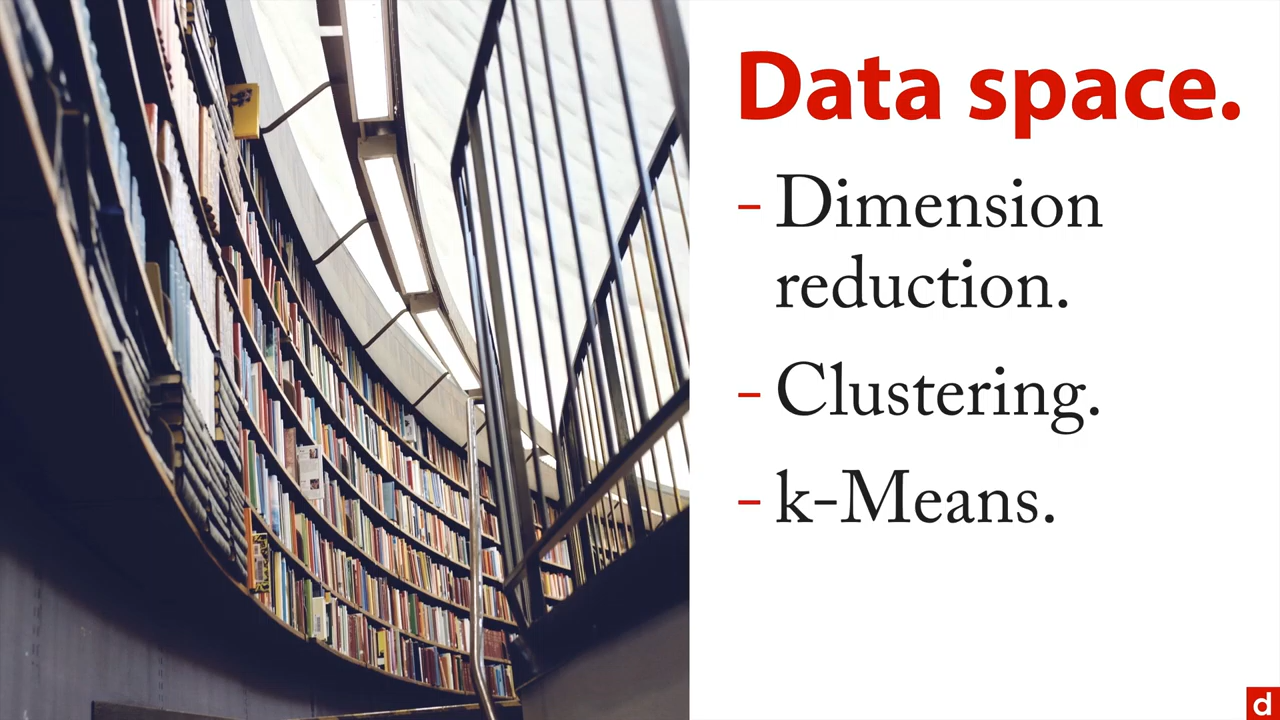 Data space.
- Dimension
reduction.
- Clustering.
- k-Means.
d